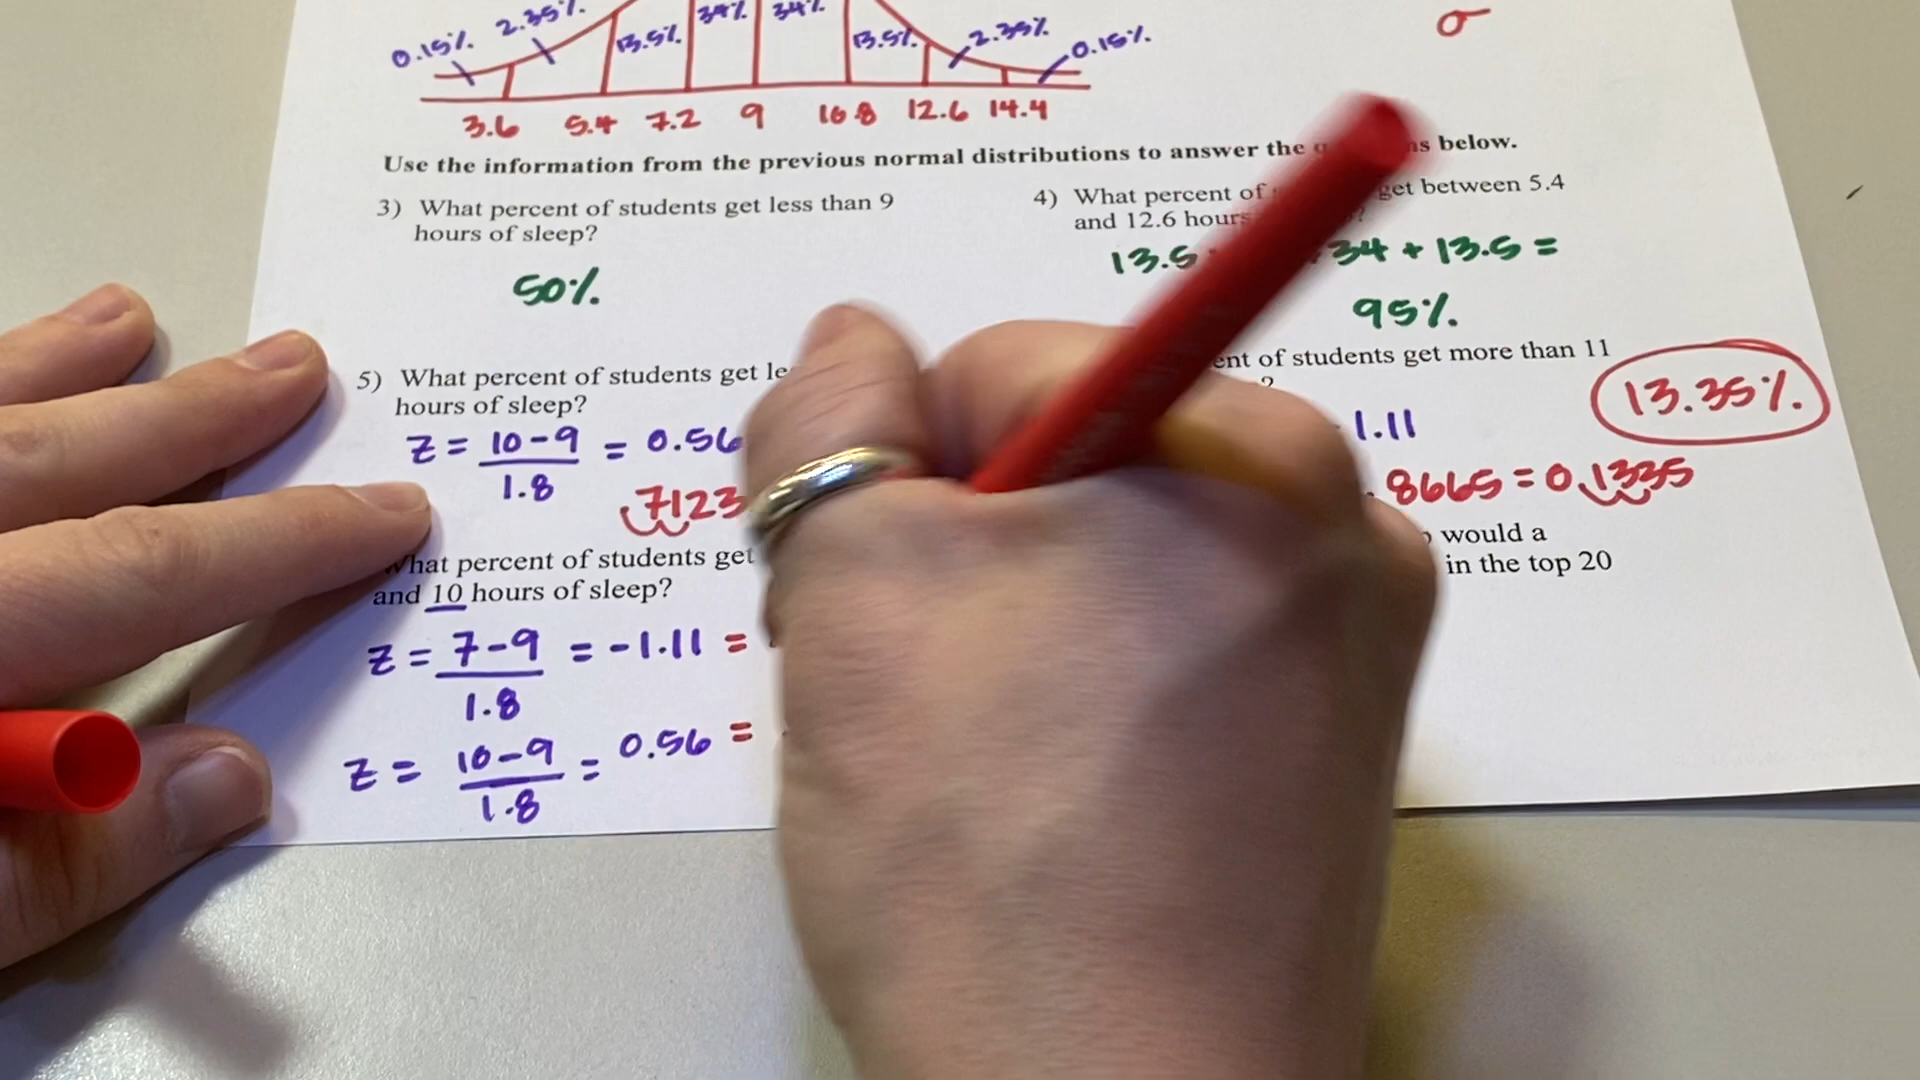 0.15% 2.35% 13.5% 34% 34% 13.5% 2.35% 0.15%
σ
3.6 5.4 7.2 9 10.8 12.6 14.4
Use the information from the previous normal distributions to answer the below.
3) What percent of students get less than 9
hours of sleep?
50%
4) What percent of get between 5.4
and 12.6 hours ?
13.5 34 + 13.5 =
95%
5) What percent of students get
hours of sleep?
z = 10-9 / 1.8 = 0.56
.7123
of students get more than 11
?
1.11
.8665 = 0.1335
13.35%
What percent of students get
and 10 hours of sleep?
z = 7-9 / 1.8 = -1.11 =
z = 10-9 / 1.8 = 0.56 =
would a
in the top 20